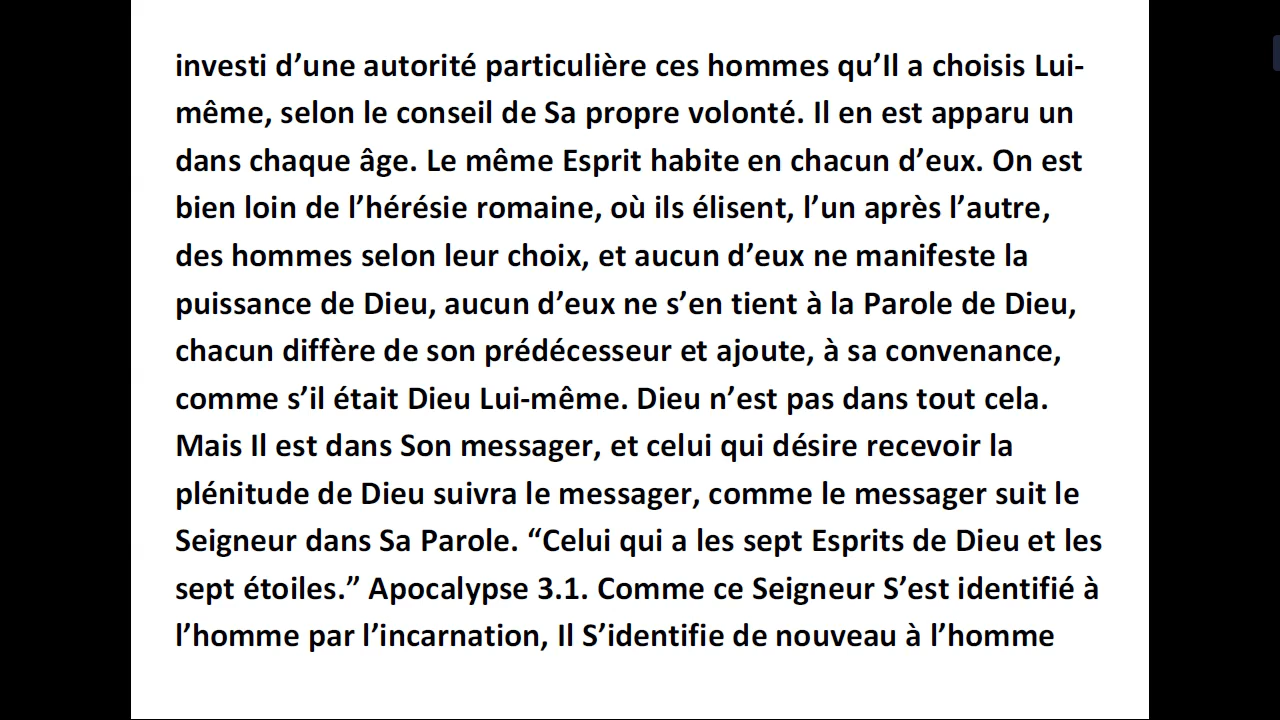 investi d’une autorité particulière ces hommes qu’Il a choisis Lui-
même, selon le conseil de Sa propre volonté. Il en est apparu un
dans chaque âge. Le même Esprit habite en chacun d’eux. On est
bien loin de l’hérésie romaine, où ils élisent, l’un après l’autre,
des hommes selon leur choix, et aucun d’eux ne manifeste la
puissance de Dieu, aucun d’eux ne s’en tient à la Parole de Dieu,
chacun diffère de son prédécesseur et ajoute, à sa convenance,
comme s’il était Dieu Lui-même. Dieu n’est pas dans tout cela.
Mais Il est dans Son messager, et celui qui désire recevoir la
plénitude de Dieu suivra le messager, comme le messager suit le
Seigneur dans Sa Parole. “Celui qui a les sept Esprits de Dieu et les
sept étoiles.” Apocalypse 3.1. Comme ce Seigneur S’est identifié à
l’homme par l’incarnation, Il S’identifie de nouveau à l’homme